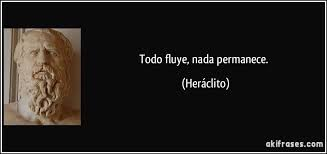 Todo fluye, nada permanece.
(Heráclito)
akifrases.com